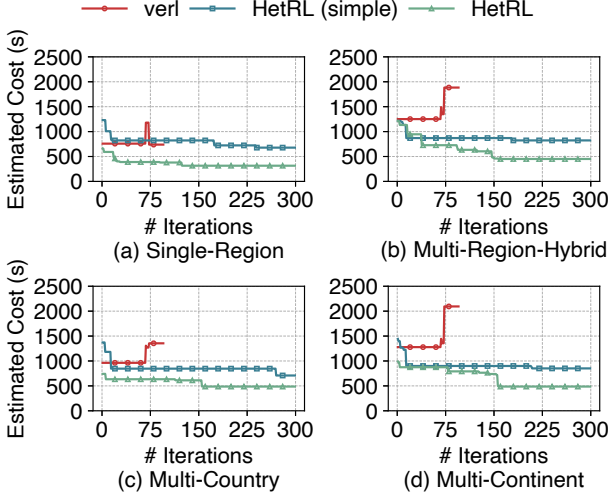 verl HetRL (simple) HetRL
Estimated Cost (s)
2500
2000
1500
1000
500
0
0 75 150 225 300
# Iterations
(a) Single-Region
2500
2000
1500
1000
500
0
0 75 150 225 300
# Iterations
(b) Multi-Region-Hybrid
Estimated Cost (s)
2500
2000
1500
1000
500
0
0 75 150 225 300
# Iterations
(c) Multi-Country
2500
2000
1500
1000
500
0
0 75 150 225 300
# Iterations
(d) Multi-Continent